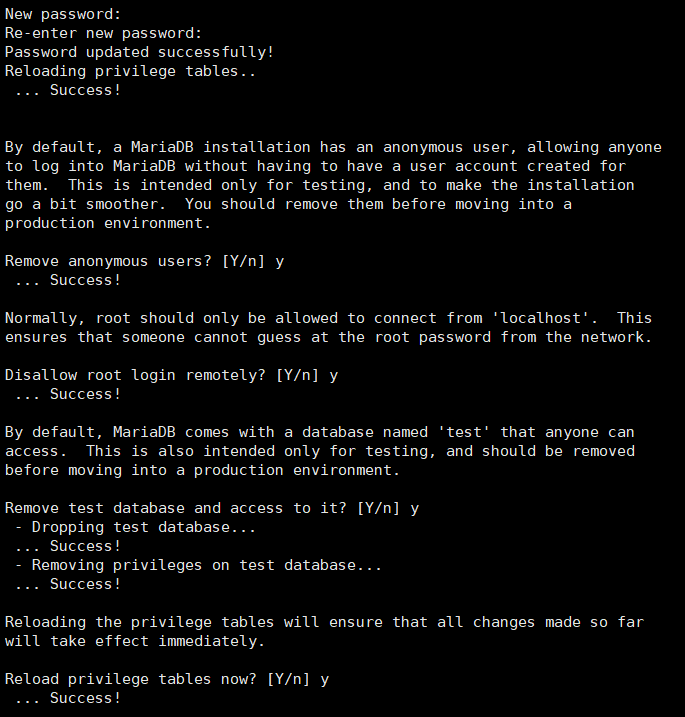 New password:
Re-enter new password:
Password updated successfully!
Reloading privilege tables..
 ... Success!
By default, a MariaDB installation has an anonymous user, allowing anyone
to log into MariaDB without having to have a user account created for
them.  This is intended only for testing, and to make the installation
go a bit smoother.  You should remove them before moving into a
production environment.
Remove anonymous users? [Y/n] y
 ... Success!
Normally, root should only be allowed to connect from 'localhost'.  This
ensures that someone cannot guess at the root password from the network.
Disallow root login remotely? [Y/n] y
 ... Success!
By default, MariaDB comes with a database named 'test' that anyone can
access.  This is also intended only for testing, and should be removed
before moving into a production environment.
Remove test database and access to it? [Y/n] y
 - Dropping test database...
 ... Success!
 - Removing privileges on test database...
 ... Success!
Reloading the privilege tables will ensure that all changes made so far
will take effect immediately.
Reload privilege tables now? [Y/n] y
 ... Success!